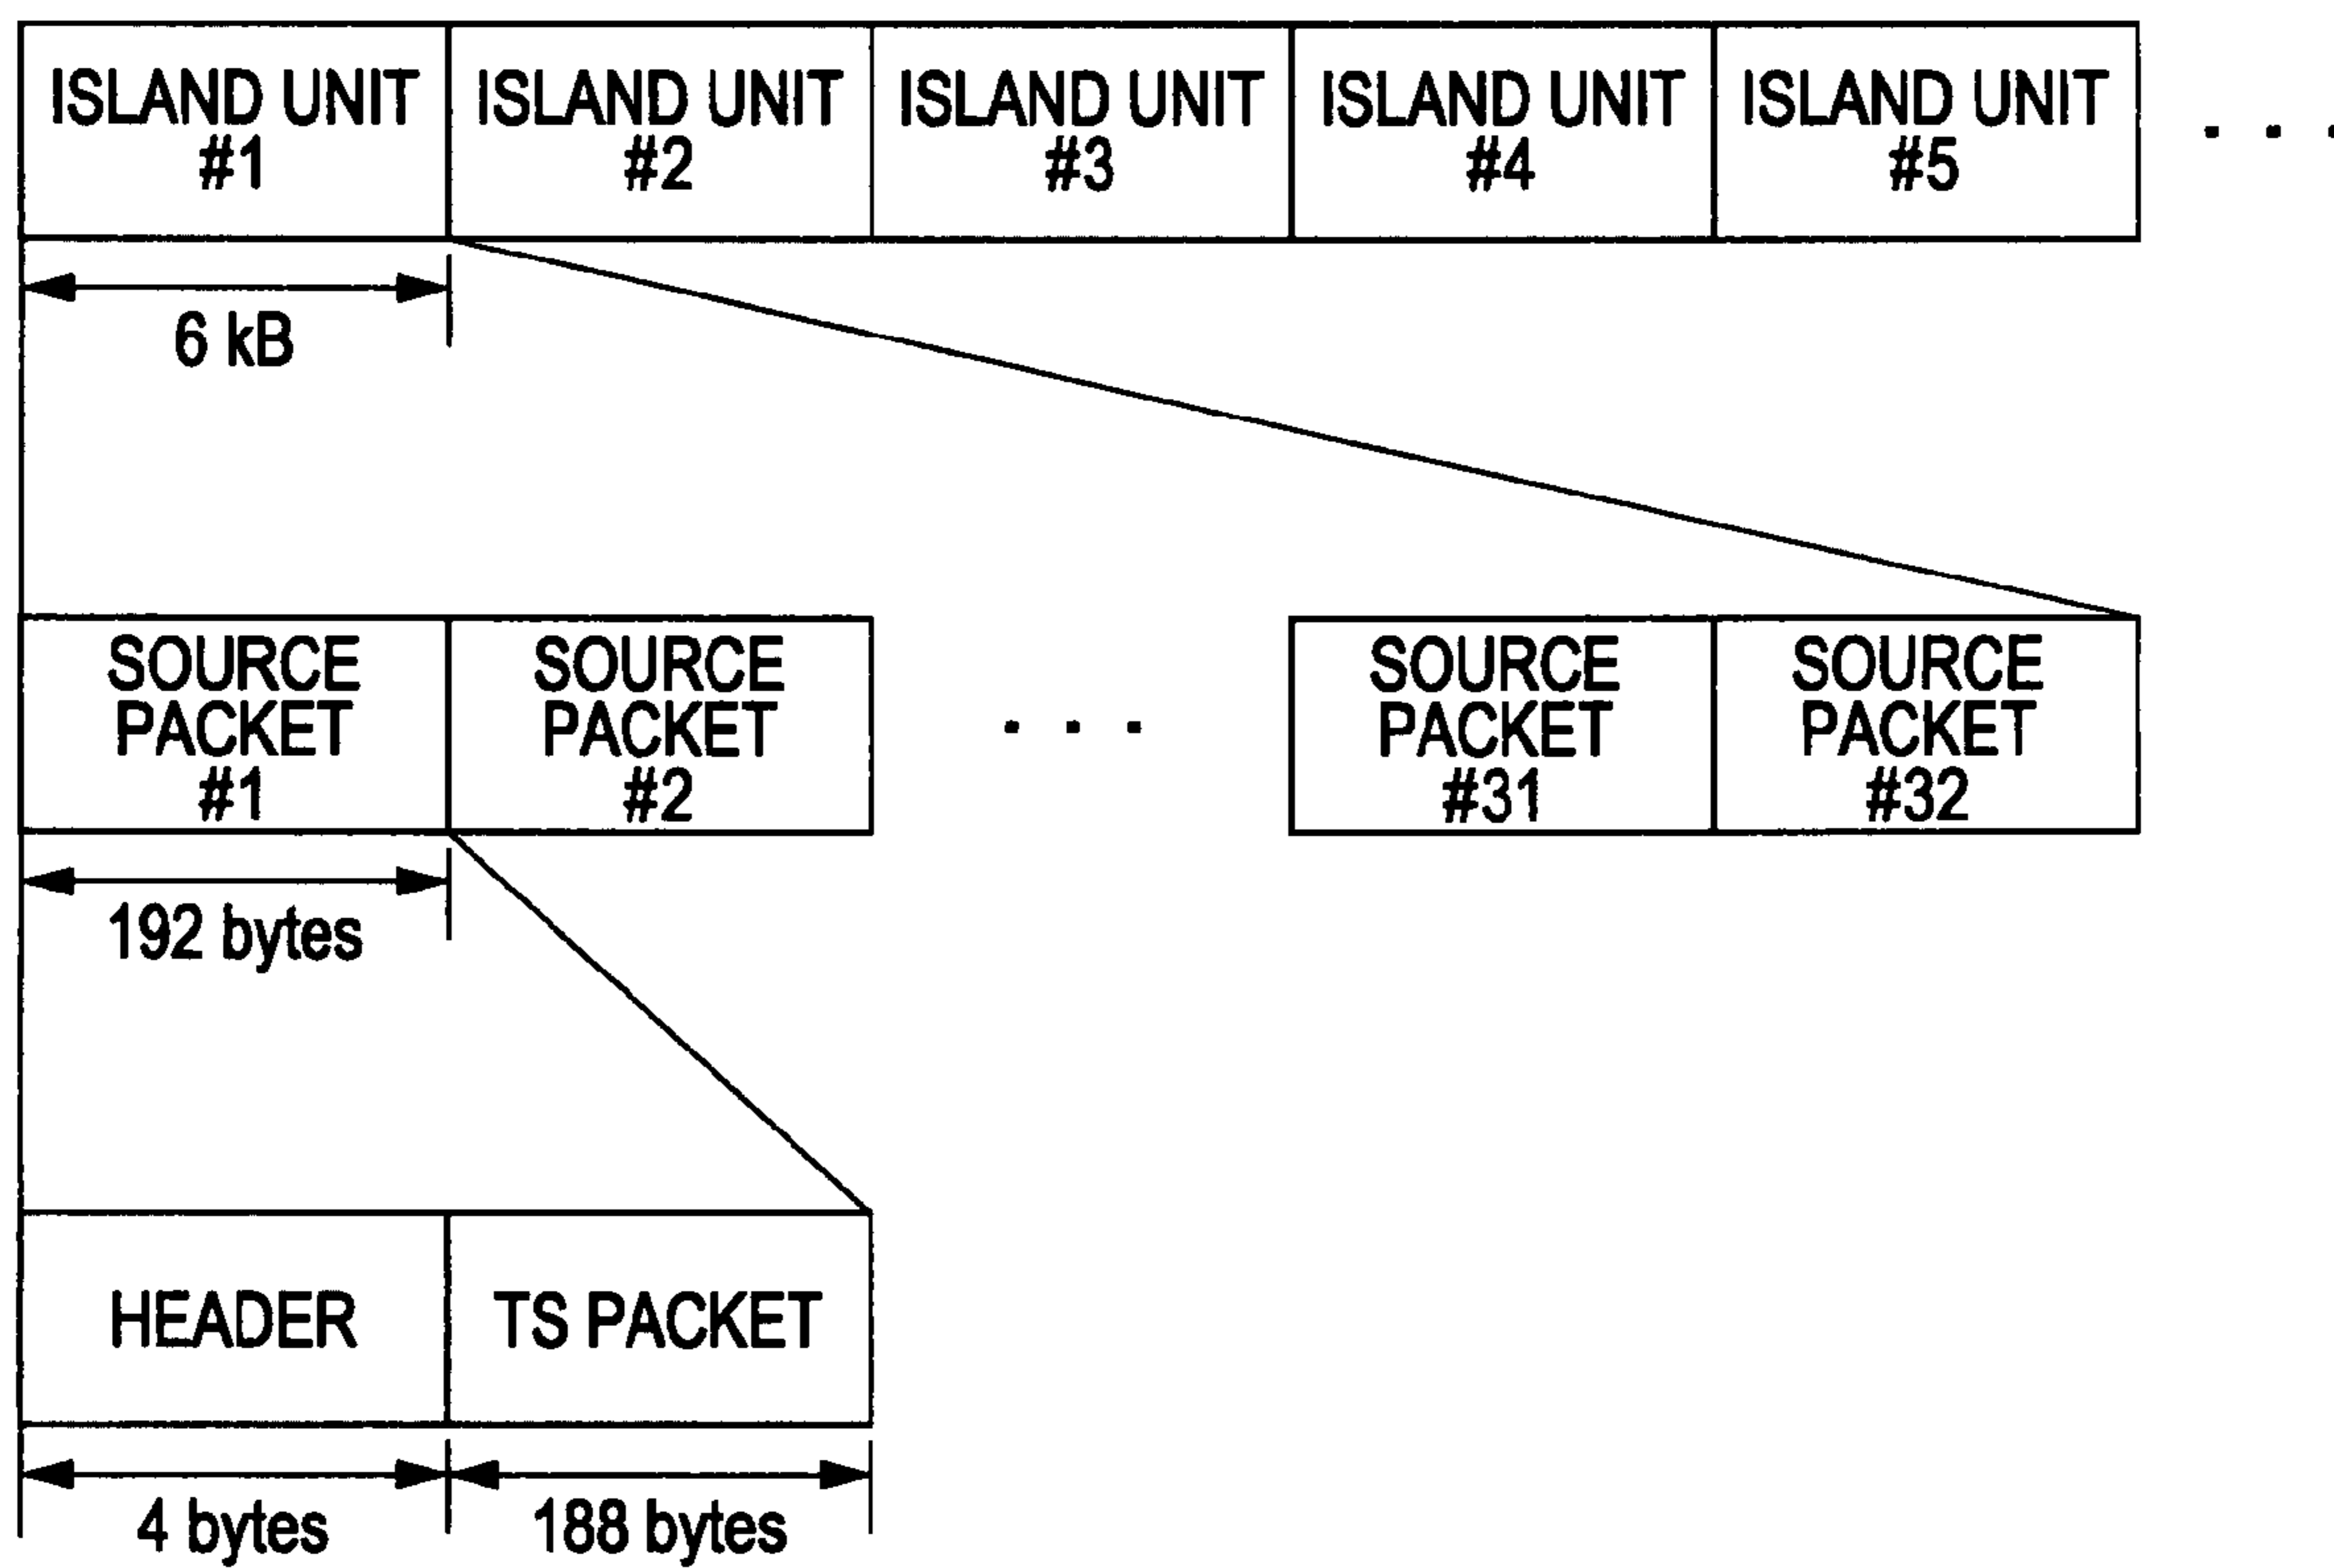 ISLAND UNIT #1
ISLAND UNIT #2
ISLAND UNIT #3
ISLAND UNIT #4
ISLAND UNIT #5
. . .
6 kB
SOURCE PACKET #1
SOURCE PACKET #2
. . .
SOURCE PACKET #31
SOURCE PACKET #32
192 bytes
HEADER
TS PACKET
4 bytes
188 bytes